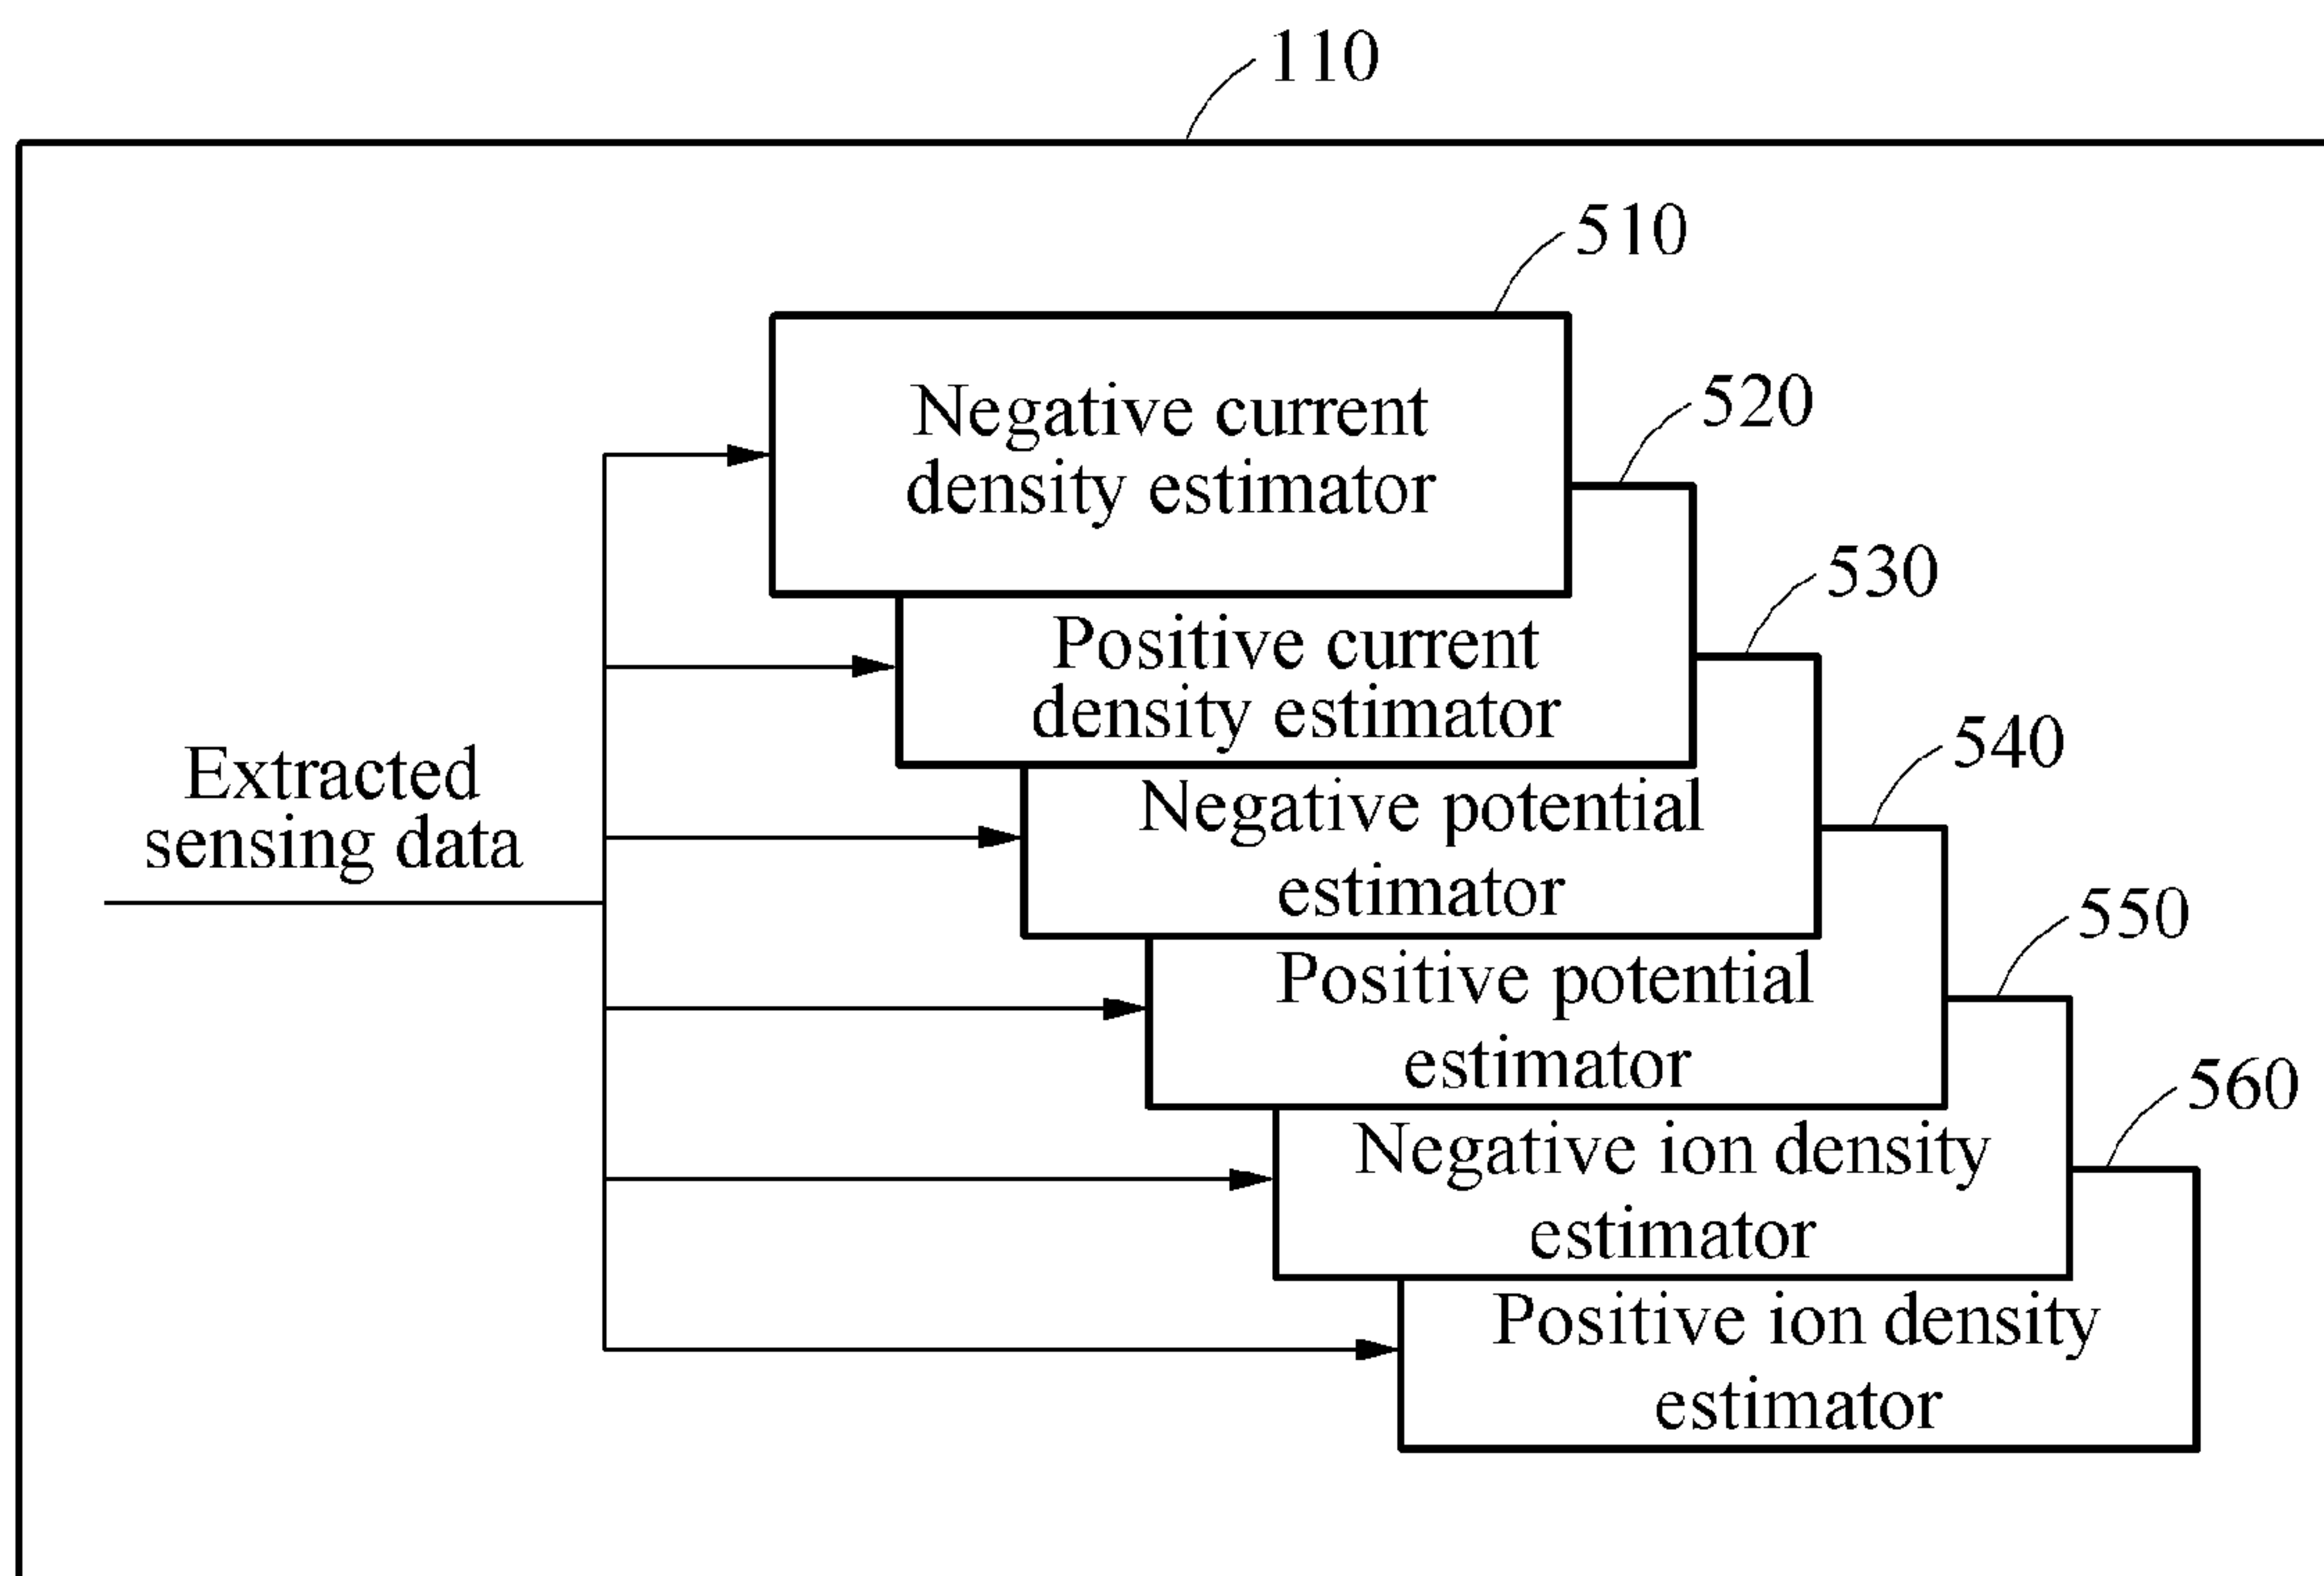 110
510
Negative current
density estimator
520
Positive current
density estimator
530
Negative potential
estimator
540
Extracted
sensing data
Positive potential
estimator
550
Negative ion density
estimator
560
Positive ion density
estimator